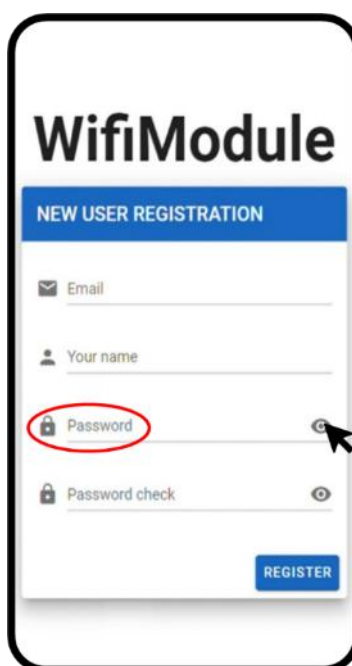 WifiModule
NEW USER REGISTRATION
Email
Your name
Password
Password check
REGISTER